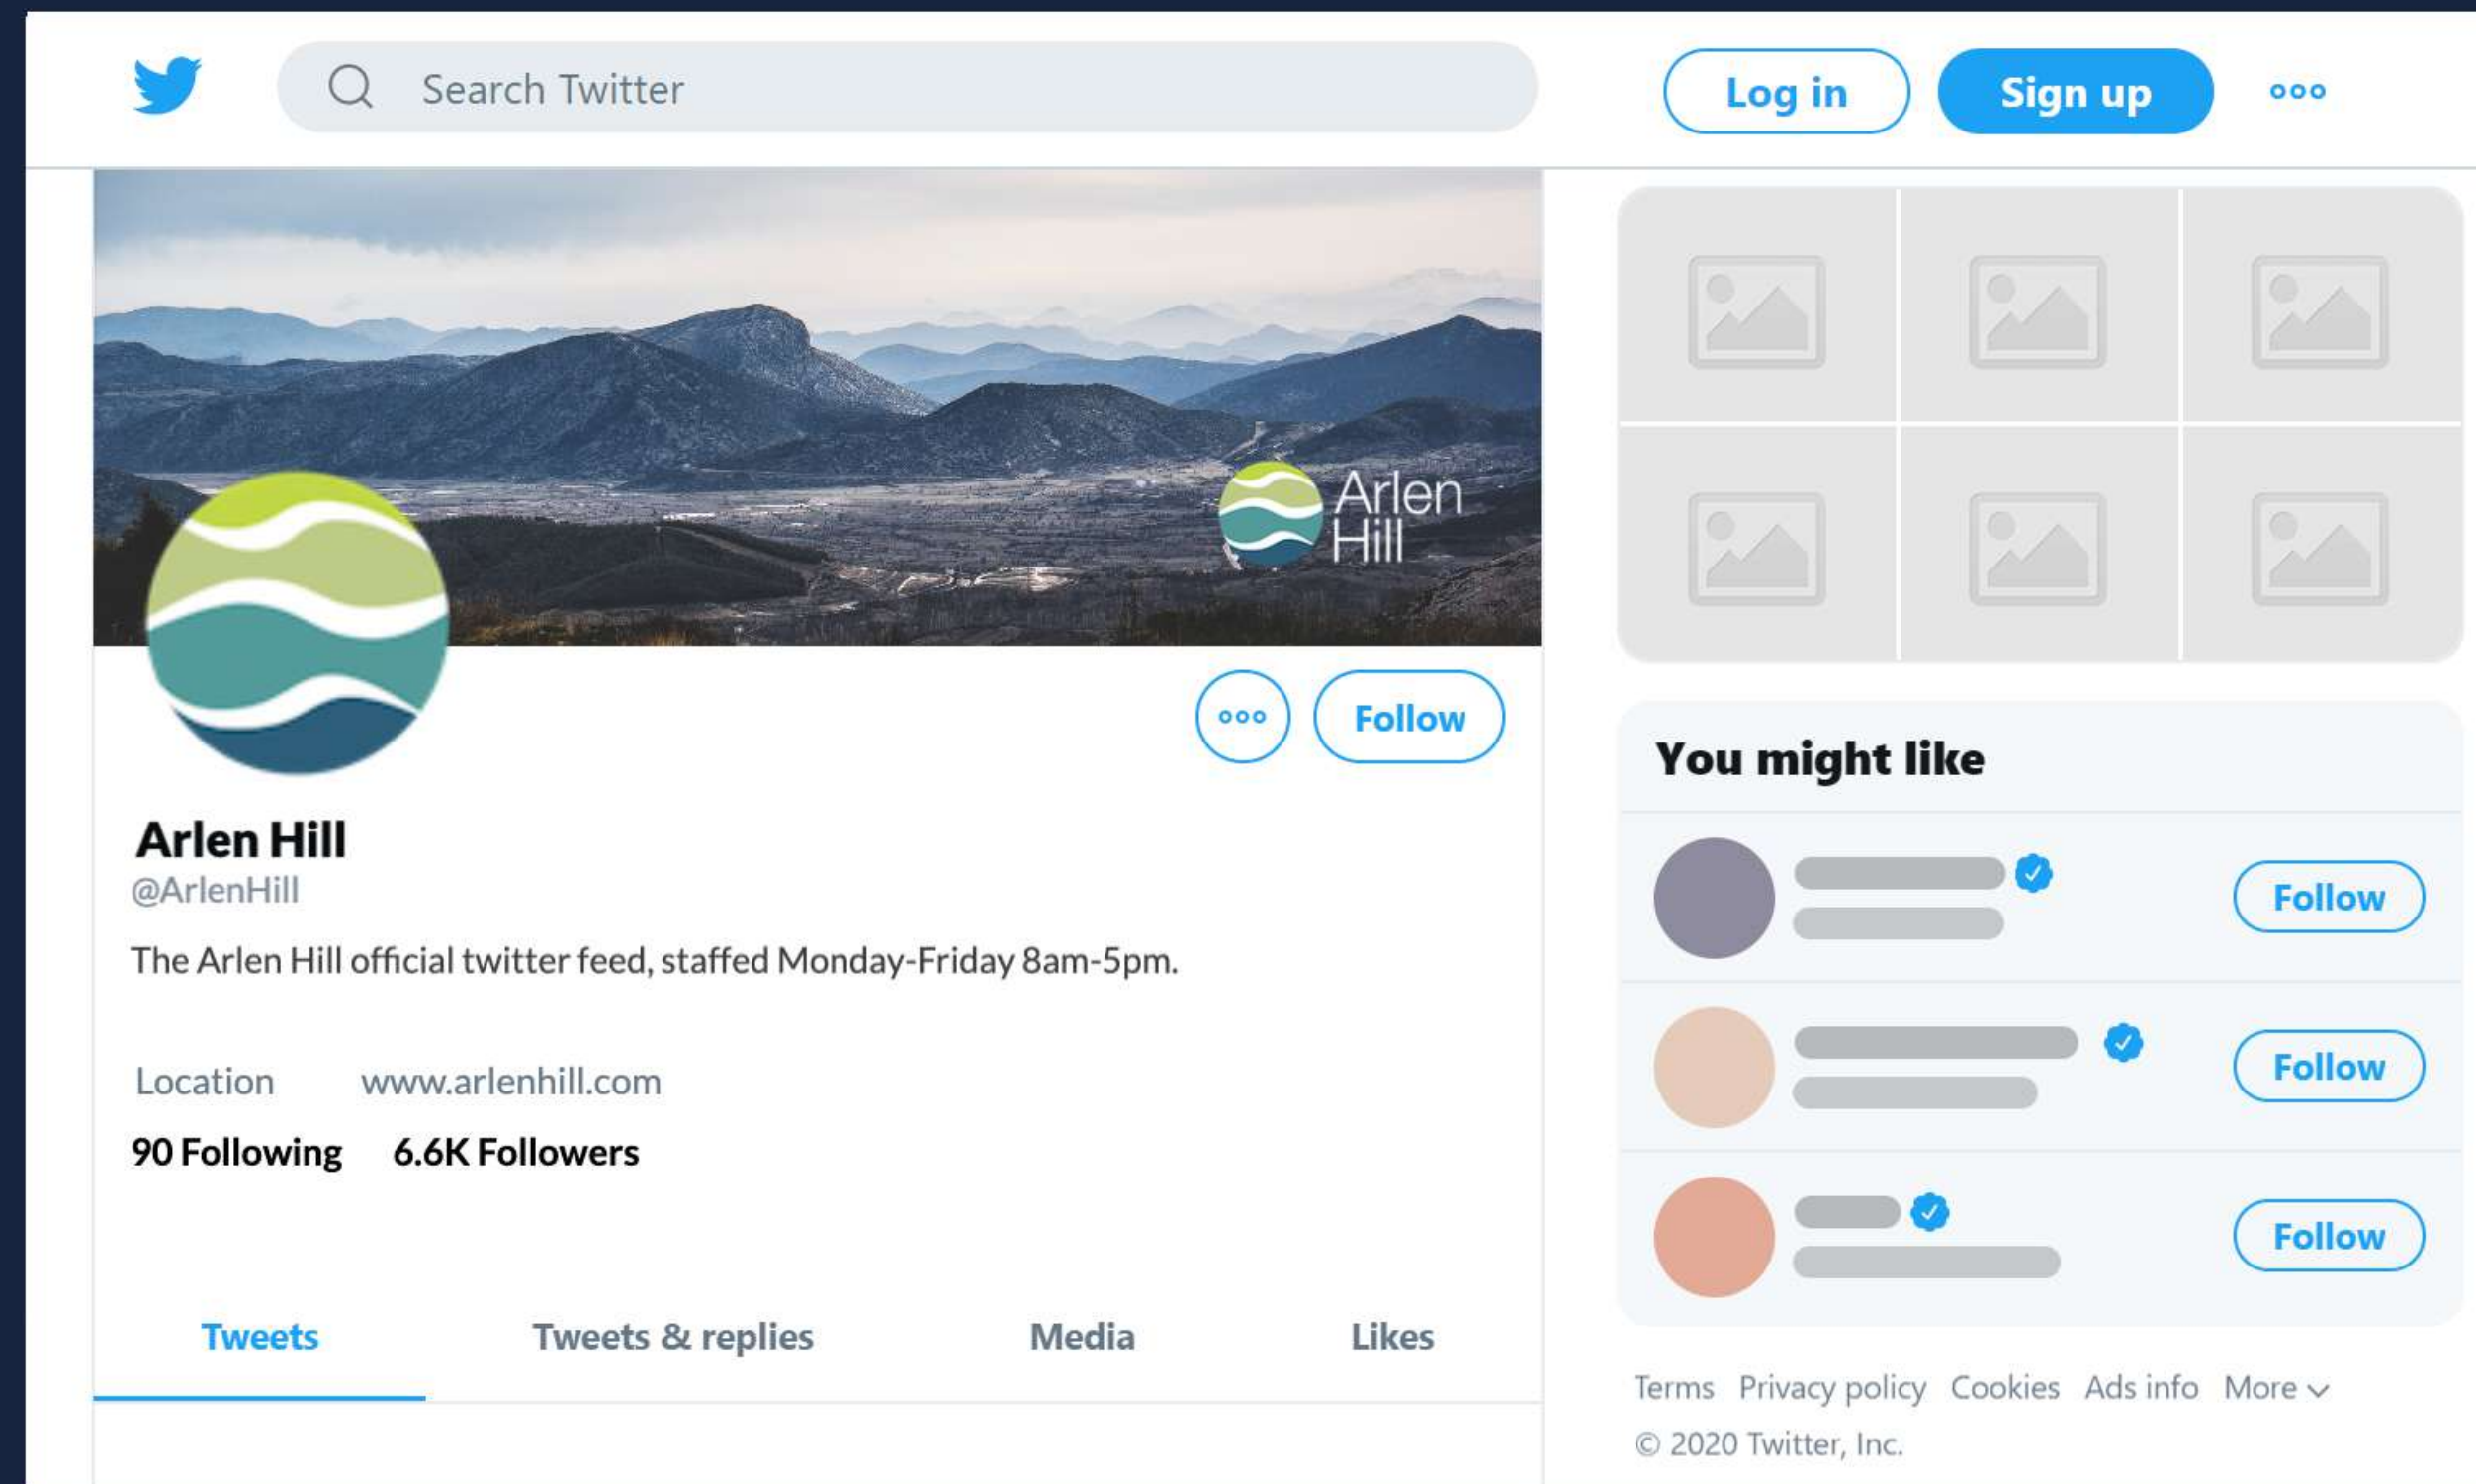 Search Twitter
Log in
Sign up
Arlen
Hill
Follow
Arlen Hill
@ArlenHill
The Arlen Hill official twitter feed, staffed Monday-Friday 8am-5pm.
Location www.arlenhill.com
90 Following 6.6K Followers
Tweets Tweets & replies Media Likes
You might like
Follow
Follow
Follow
Terms Privacy policy Cookies Ads info More
© 2020 Twitter, Inc.